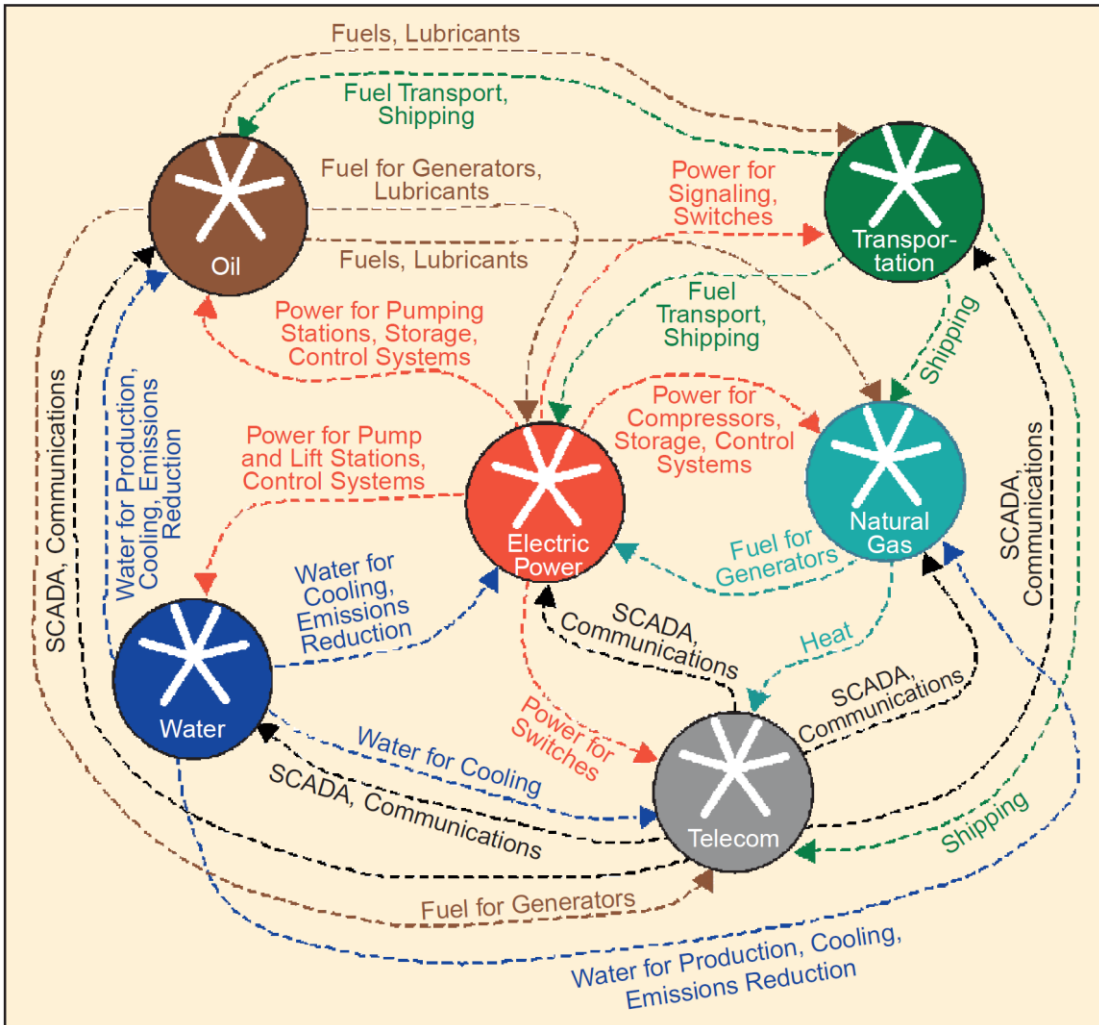 Fuels, Lubricants
Fuel Transport,
Shipping
Fuel for Generators,
Lubricants
Power for
Signaling,
Switches
Oil
Fuels, Lubricants
Transpor-
tation
Fuel
Transport,
Shipping
Shipping
Power for Pumping
Stations, Storage,
Control Systems
Power for
Compressors,
Storage, Control
Systems
Power for Pump
and Lift Stations,
Control Systems
SCADA, Communications
Water for Production,
Cooling, Emissions
Reduction
SCADA,
Communications
Electric
Power
Natural
Gas
Fuel for
Generators
Water for
Cooling,
Emissions
Reduction
SCADA,
Communications
Heat
SCADA,
Communications
Water
Power for
Switches
Water for Cooling
SCADA, Communications
Telecom
Shipping
Fuel for Generators
Water for Production, Cooling,
Emissions Reduction